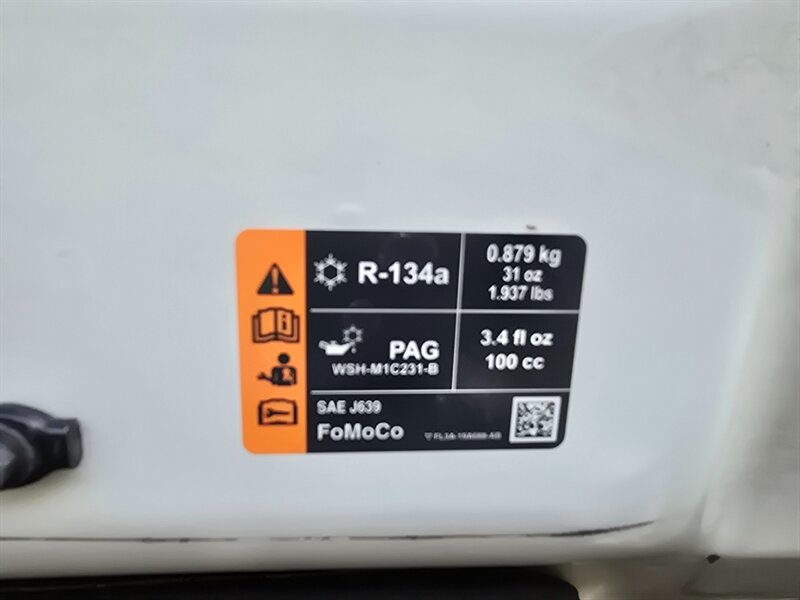 R-134a
0.879 kg
31 oz
1.937 lbs
PAG
WSH-M1C231-B
3.4 fl oz
100 cc
SAE J639
FoMoCo